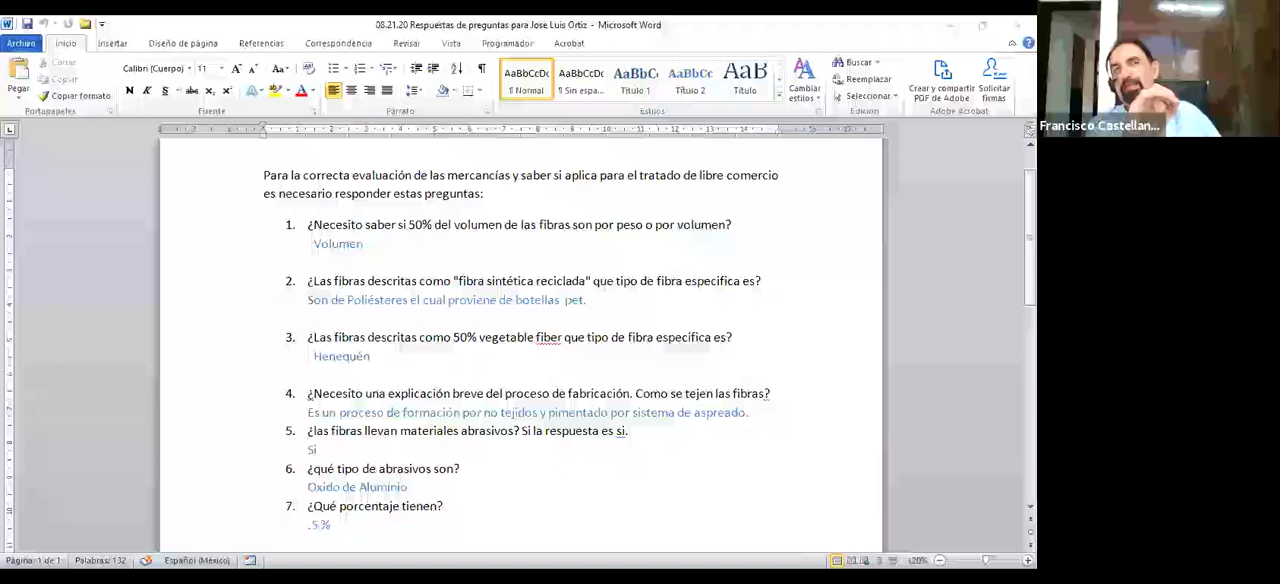 08.21.20 Respuestas de preguntas para Jose Luis Ortiz - Microsoft Word
Archivo Inicio Insertar Diseño de página Referencias Correspondencia Revisar Vista Programador Acrobat
Pegar
Cortar
Copiar
Copiar formato
Portapapeles
Calibri (Cuerpo) 11
Fuente
Párrafo
AaBbCcDc AaBbCcDc AaBbC AaBbCc AaB
¶ Normal ¶ Sin espa... Título 1 Título 2 Título
Estilos
Cambiar estilos
Buscar
Reemplazar
Seleccionar
Edición
Crear y compartir PDF de Adobe
Solicitar firmas
Adobe Acrobat
Francisco Castellan...
Para la correcta evaluación de las mercancías y saber si aplica para el tratado de libre comercio
es necesario responder estas preguntas:
1. ¿Necesito saber si 50% del volumen de las fibras son por peso o por volumen?
Volumen
2. ¿Las fibras descritas como "fibra sintética reciclada" que tipo de fibra especifica es?
Son de Poliésteres el cual proviene de botellas pet.
3. ¿Las fibras descritas como 50% vegetable fiber que tipo de fibra especifica es?
Henequén
4. ¿Necesito una explicación breve del proceso de fabricación. Como se tejen las fibras?
Es un proceso de formación por no tejidos y pimentado por sistema de aspreado.
5. ¿las fibras llevan materiales abrasivos? Si la respuesta es si.
Si
6. ¿qué tipo de abrasivos son?
Oxido de Aluminio
7. ¿Qué porcentaje tienen?
.5 %
Página: 1 de 1 Palabras: 132 Español (México) 120%